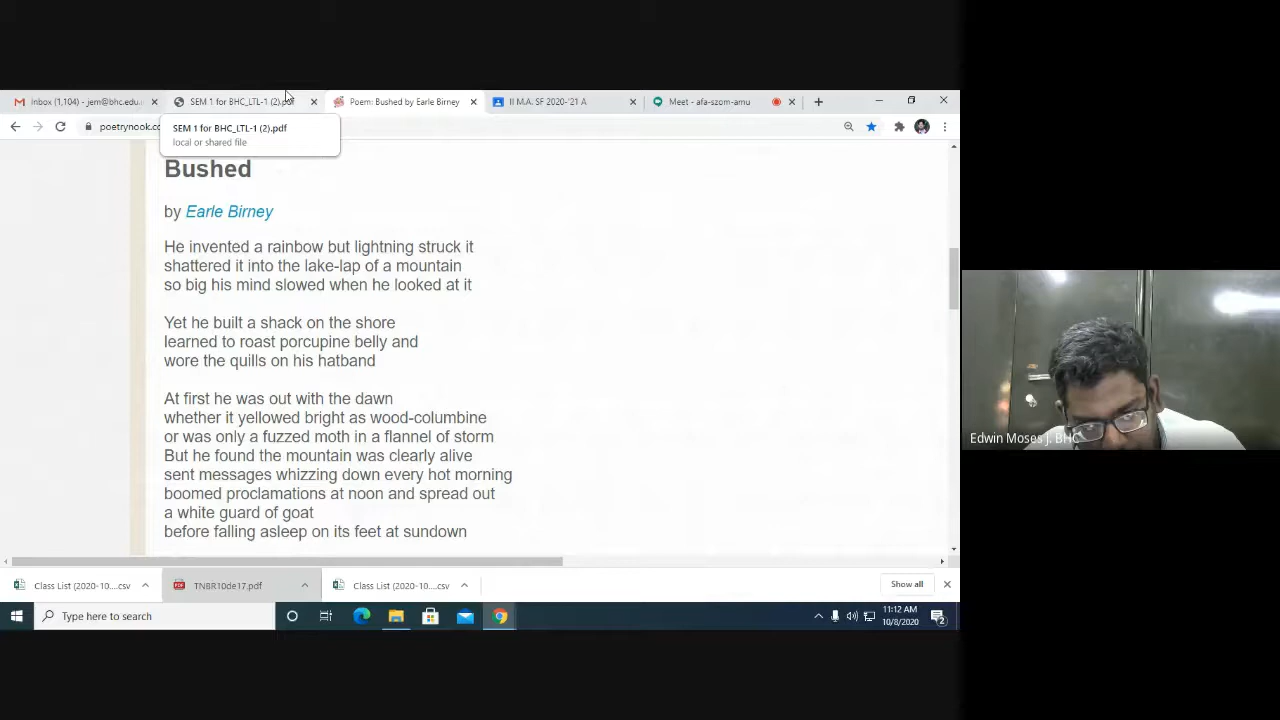 Inbox (1,104) - jem@bhc.edu.
SEM 1 for BHC_LTL-1 (2).pdf
Poem: Bushed by Earle Birney
II M.A. SF 2020-'21 A
Meet - afa-szom-amu
poetrynook.co
SEM 1 for BHC_LTL-1 (2).pdf
local or shared file
Bushed
by Earle Birney
He invented a rainbow but lightning struck it
shattered it into the lake-lap of a mountain
so big his mind slowed when he looked at it
Yet he built a shack on the shore
learned to roast porcupine belly and
wore the quills on his hatband
At first he was out with the dawn
whether it yellowed bright as wood-columbine
or was only a fuzzed moth in a flannel of storm
But he found the mountain was clearly alive
sent messages whizzing down every hot morning
boomed proclamations at noon and spread out
a white guard of goat
before falling asleep on its feet at sundown
Edwin Moses J. BHC
Class List (2020-10....csv
TNBR10de17.pdf
Class List (2020-10....csv
Show all
Type here to search
11:12 AM
10/8/2020
2